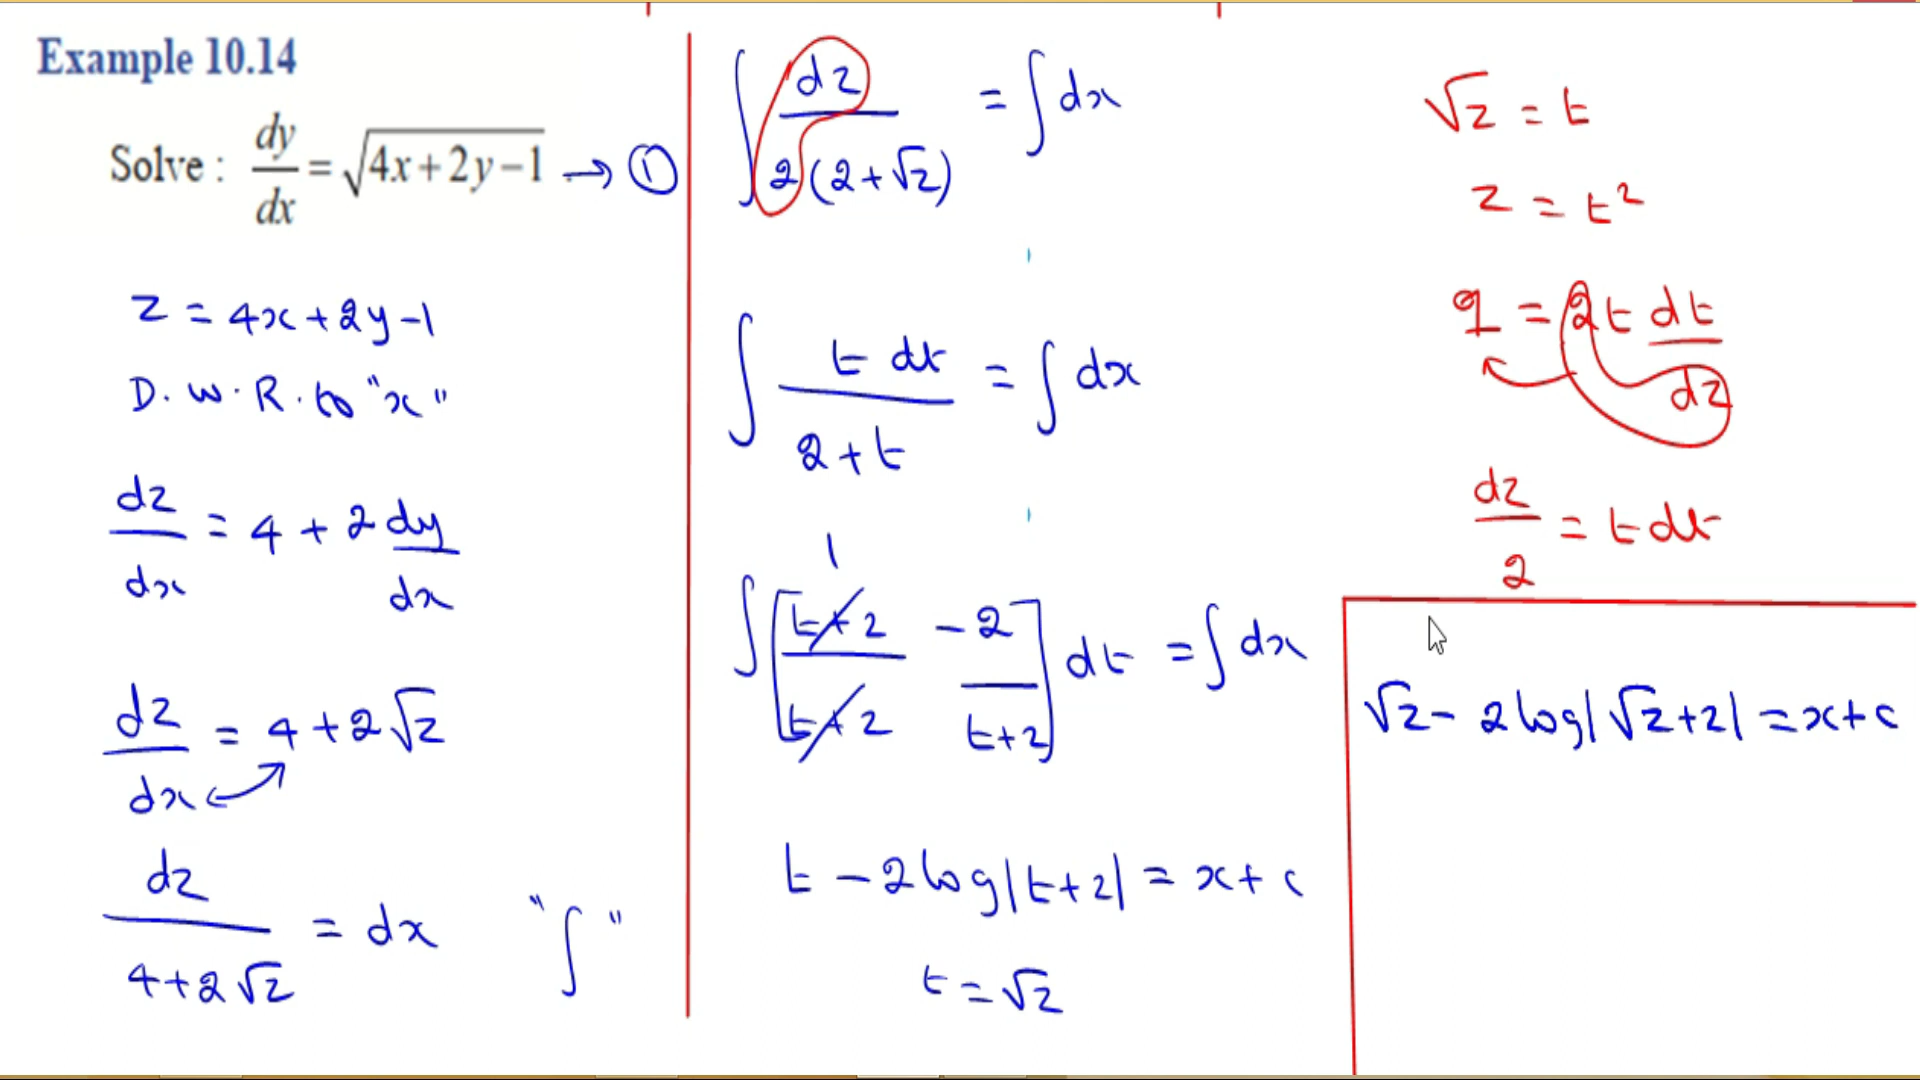 Example 10.14
Solve : dy/dx = √(4x+2y−1) → ①
z = 4x+2y−1
D. w. R. to "x"
dz/dx = 4 + 2 dy/dx
dz/dx = 4 + 2√z
dz/(4+2√z) = dx "∫"
∫ dz/(2(2+√z)) = ∫ dx
∫ t dt/(2+t) = ∫ dx
1
∫ [(t+2)/(t+2) − 2/(t+2)] dt = ∫ dx
t − 2 log|t+2| = x + c
t = √z
√z = t
z = t²
= 2t dt/dz
dz/2 = t dt
√z − 2 log|√z+2| = x+c